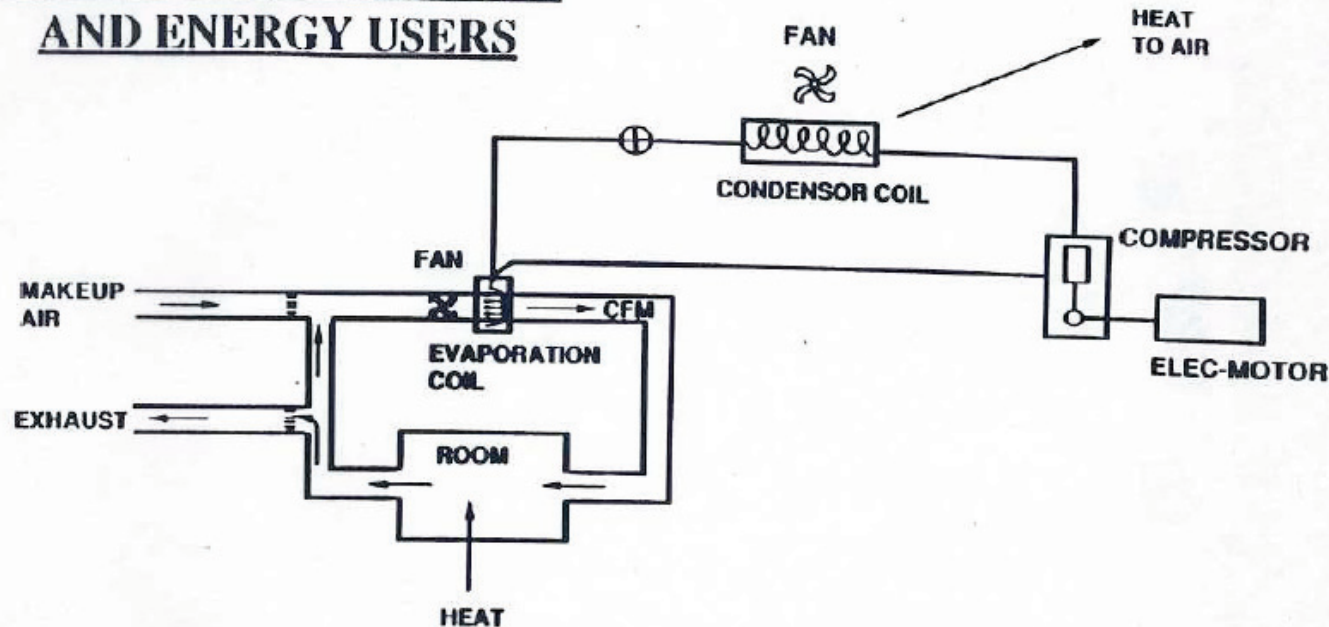 AND ENERGY USERS
FAN
HEAT
TO AIR
CONDENSOR COIL
COMPRESSOR
ELEC-MOTOR
FAN
MAKEUP
AIR
CFM
EVAPORATION
COIL
EXHAUST
ROOM
HEAT